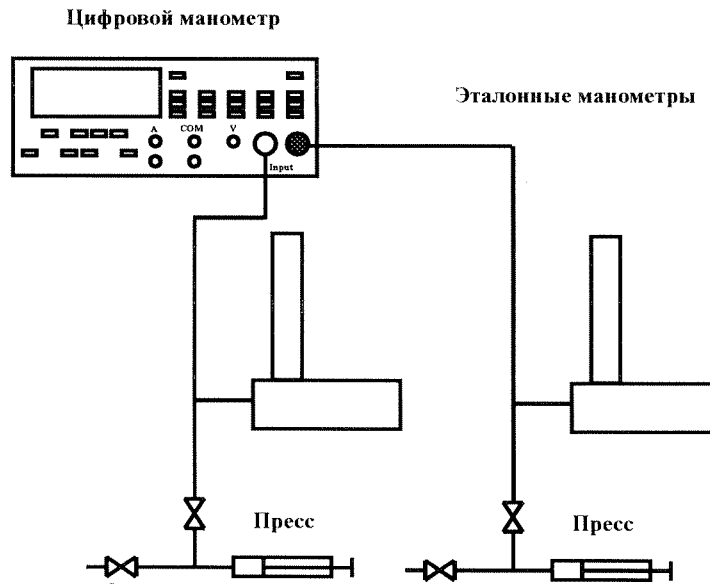 Цифровой манометр
Эталонные манометры
A COM V
Input
Пресс
Пресс